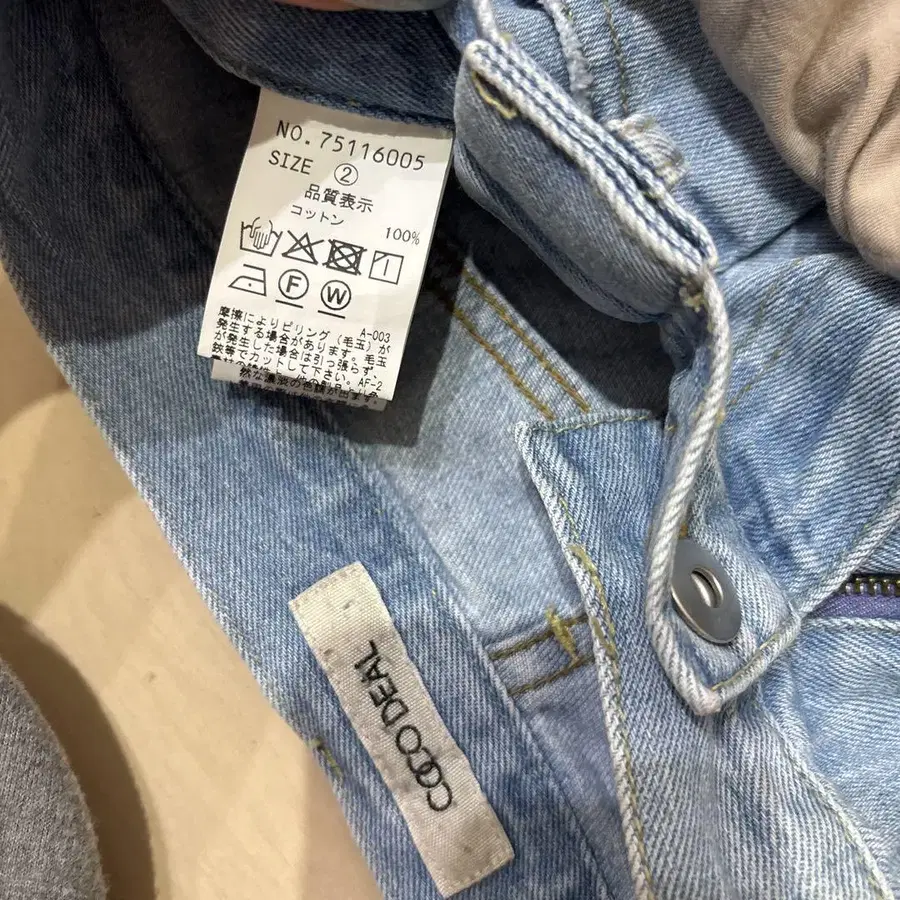 NO.75116005
SIZE ②
品質表示
コットン
100%
F W
A-003
摩擦によりピリング(毛玉)が
発生する場合があります。毛玉
が発生した場合は引っ張らず、
鋏等でカットして下さい。AF-2
COCO DEAL